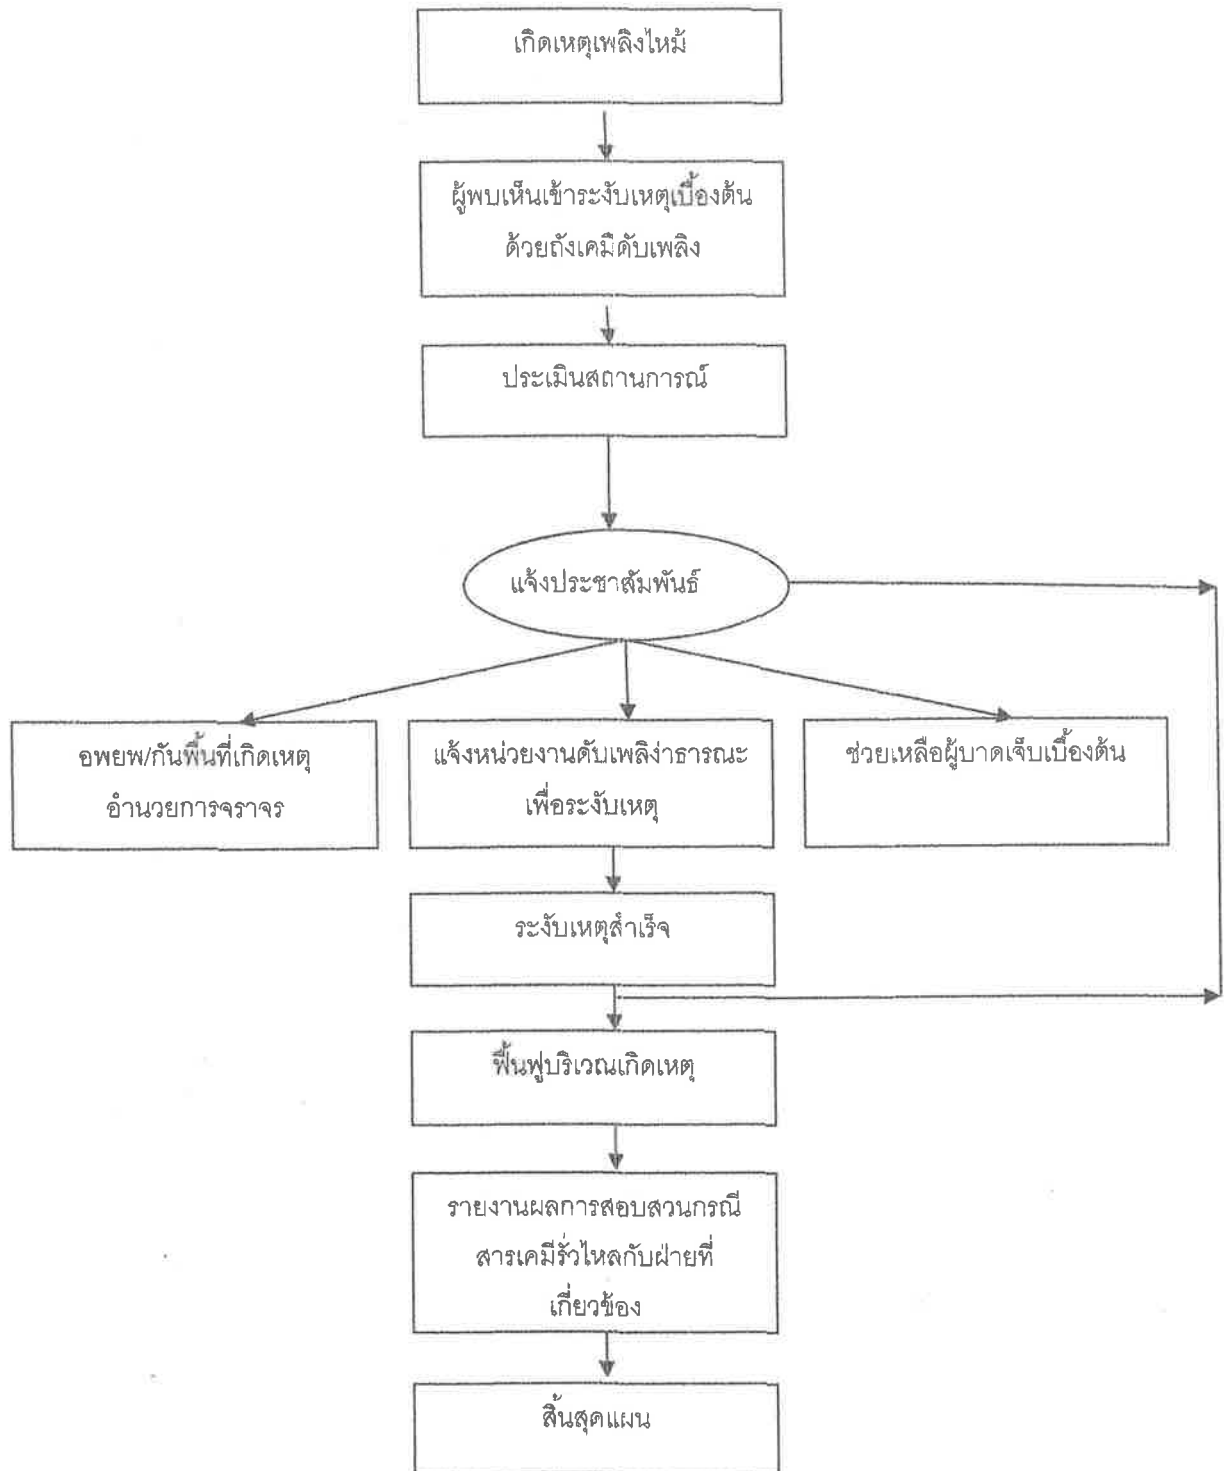 เกิดเหตุเพลิงไหม้
ผู้พบเห็นเข้าระงับเหตุเบื้องต้น
ด้วยถังเคมีดับเพลิง
ประเมินสถานการณ์
แจ้งประชาสัมพันธ์
อพยพ/กันพื้นที่เกิดเหตุ
อำนวยการจราจร
แจ้งหน่วยงานดับเพลิง่าธารณะ
เพื่อระงับเหตุ
ช่วยเหลือผู้บาดเจ็บเบื้องต้น
ระงับเหตุสำเร็จ
ฟื้นฟูบริเวณเกิดเหตุ
รายงานผลการสอบสวนกรณี
สารเคมีรั่วไหลกับฝ่ายที่
เกี่ยวข้อง
สิ้นสุดแผน